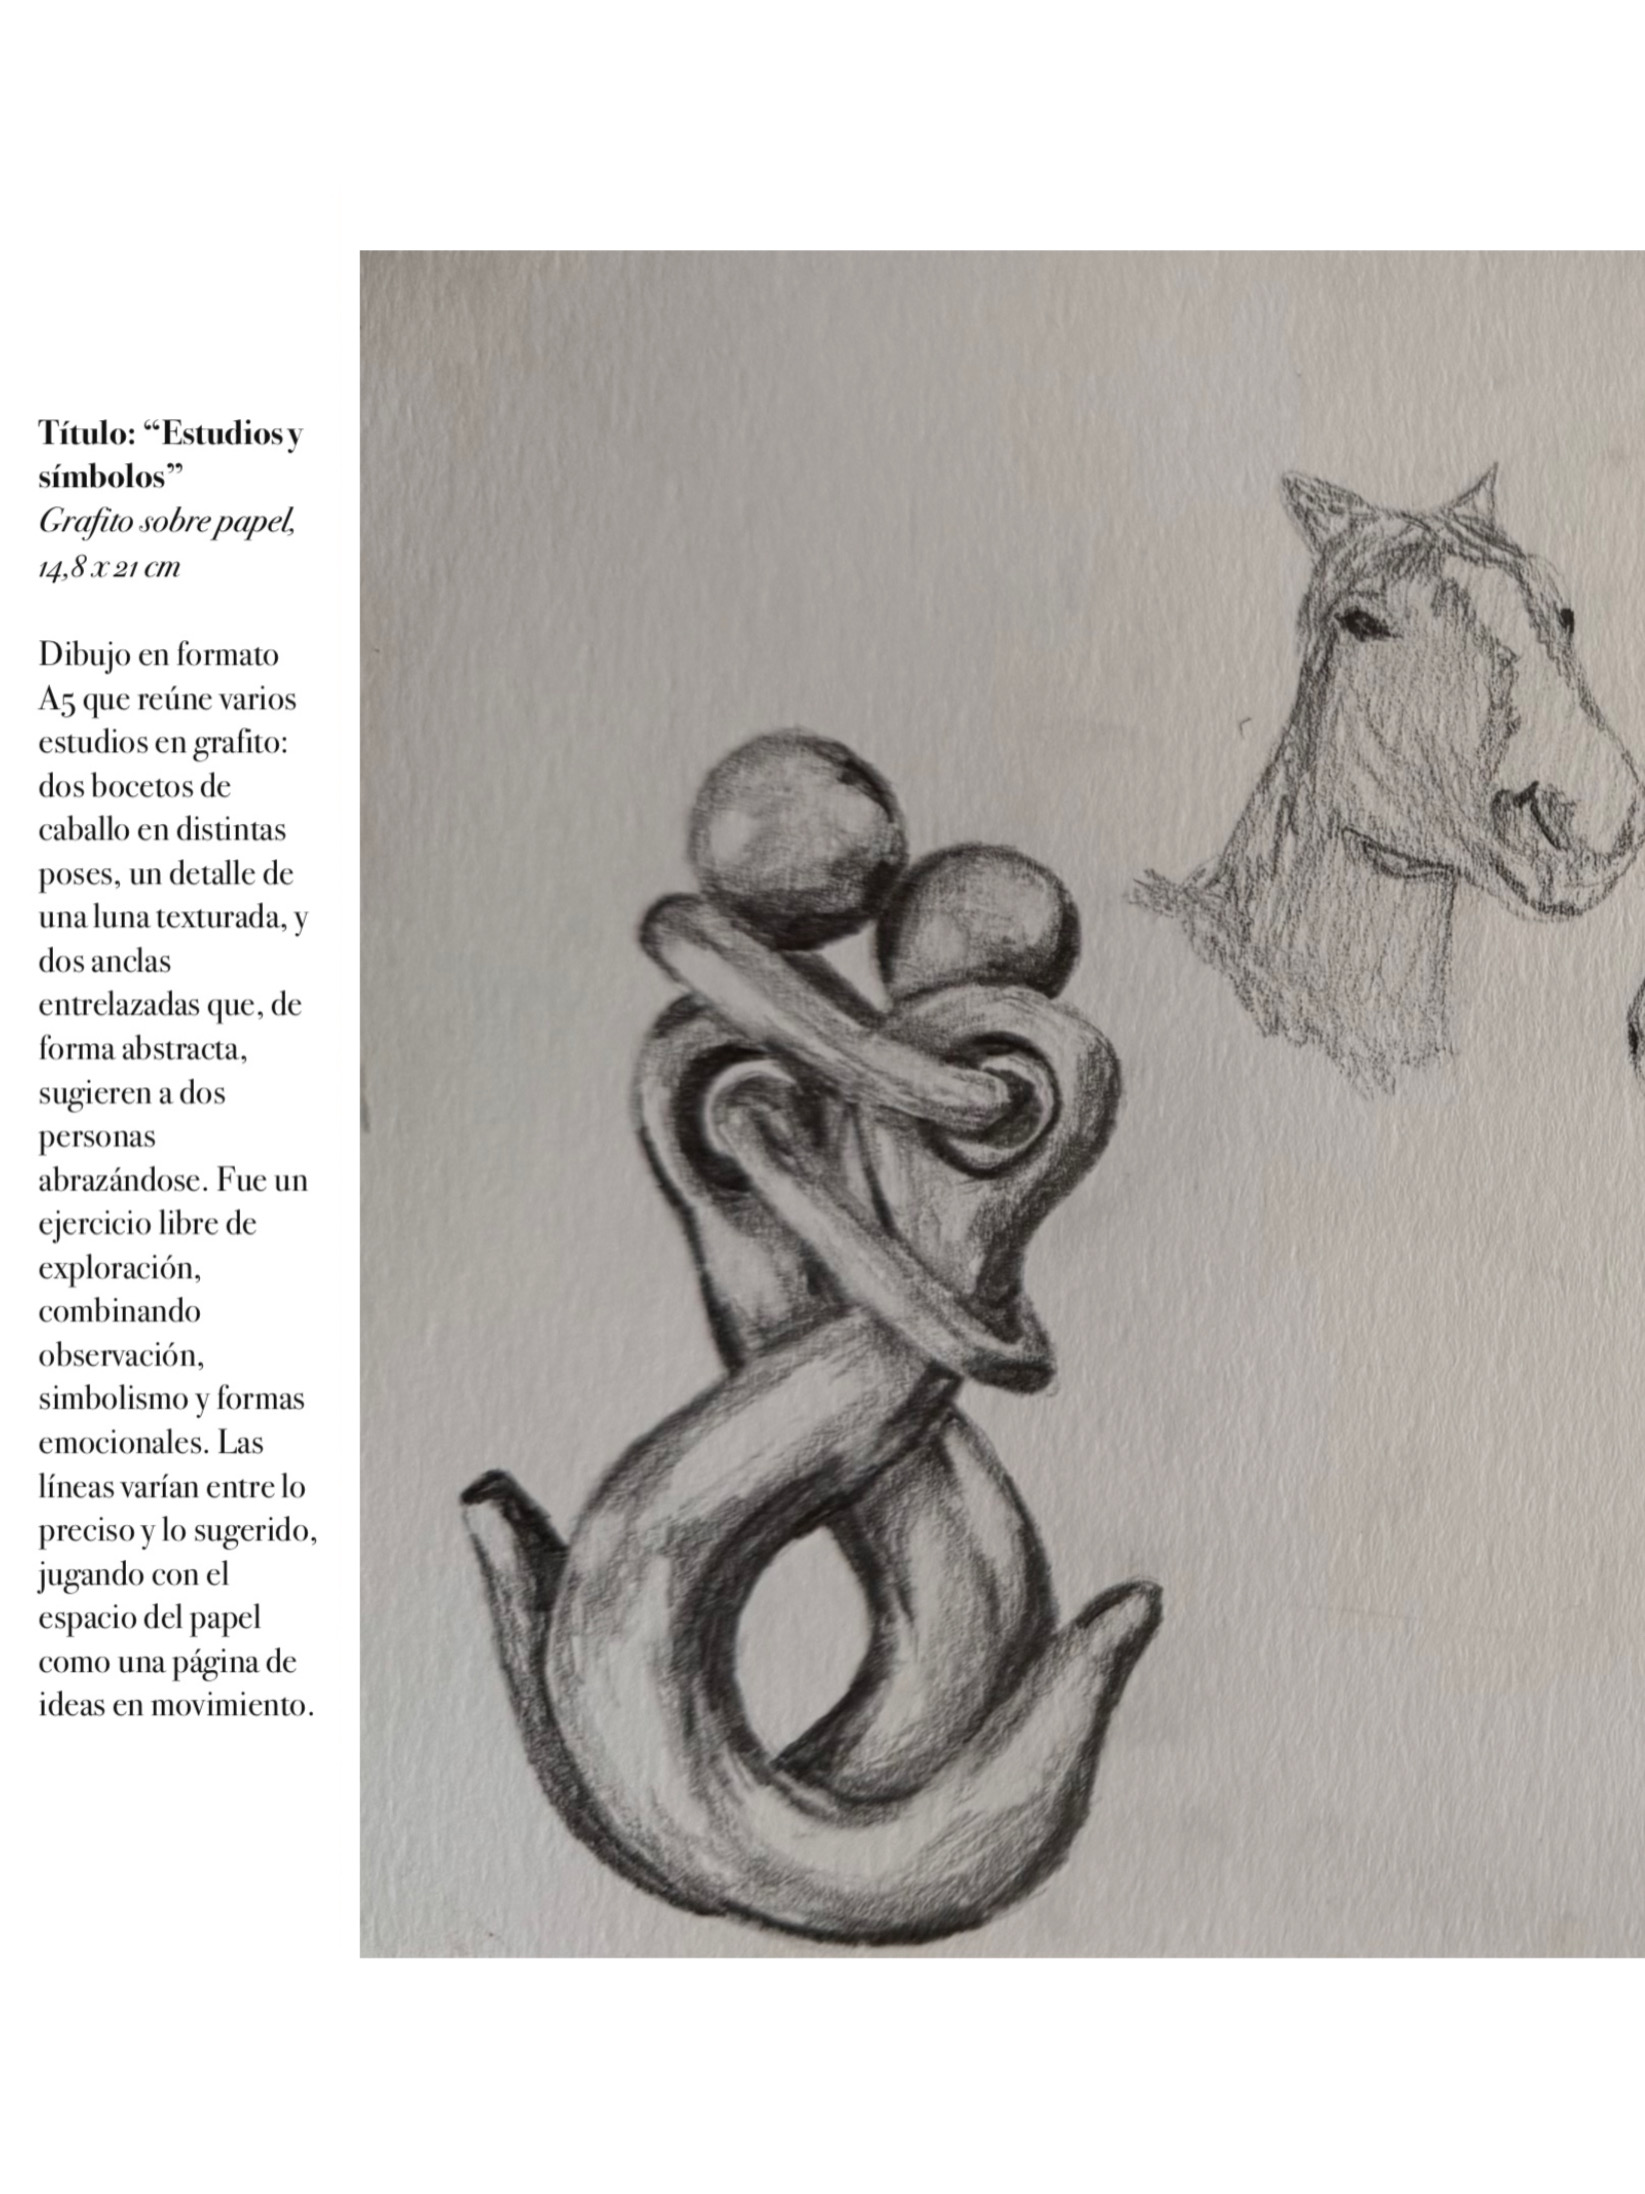 Título: “Estudios y
símbolos”
Grafito sobre papel,
14,8 x 21 cm
Dibujo en formato
A5 que reúne varios
estudios en grafito:
dos bocetos de
caballo en distintas
poses, un detalle de
una luna texturada, y
dos anclas
entrelazadas que, de
forma abstracta,
sugieren a dos
personas
abrazándose. Fue un
ejercicio libre de
exploración,
combinando
observación,
simbolismo y formas
emocionales. Las
líneas varían entre lo
preciso y lo sugerido,
jugando con el
espacio del papel
como una página de
ideas en movimiento.